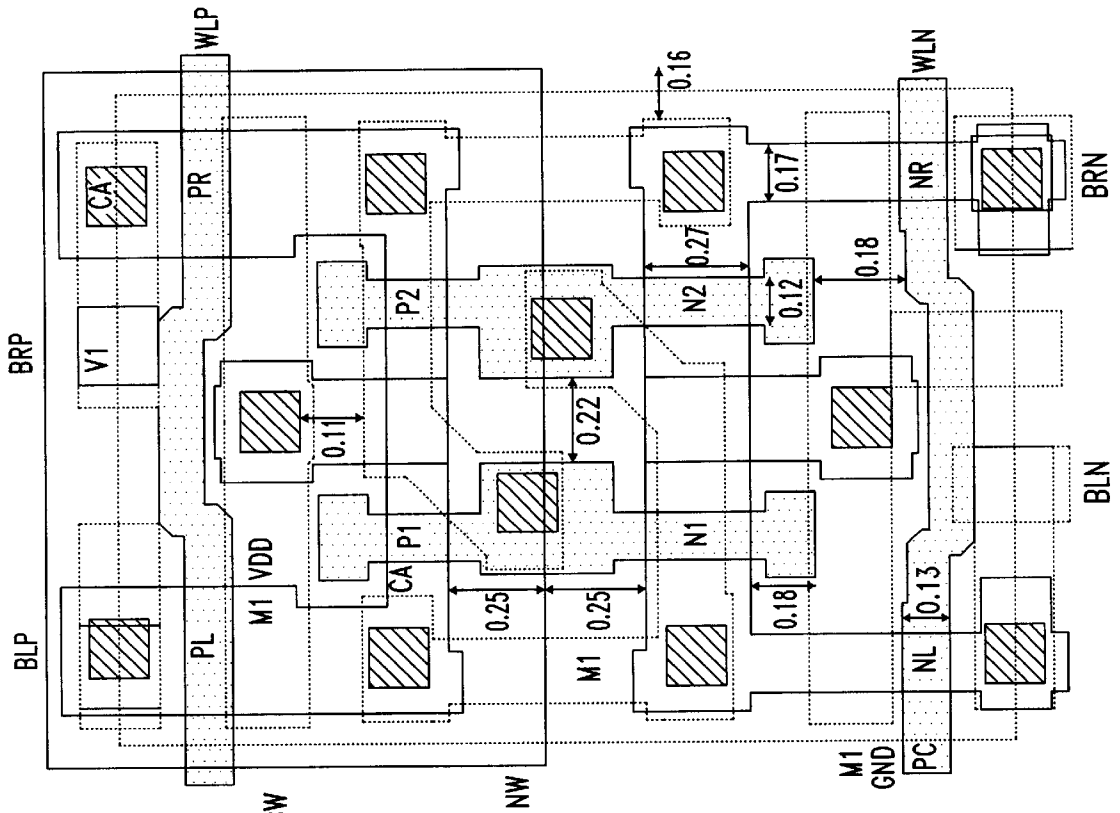 BLP
BRP
WLP
CA
V1
PL
PR
M1 VDD
0.11
CA
P1
P2
0.16
0.25
0.25
0.22
NW
M1
N1
N2
0.27
0.17
0.18
0.12
0.18
M1
GND
PC
NL
0.13
NR
WLN
BLN
BRN